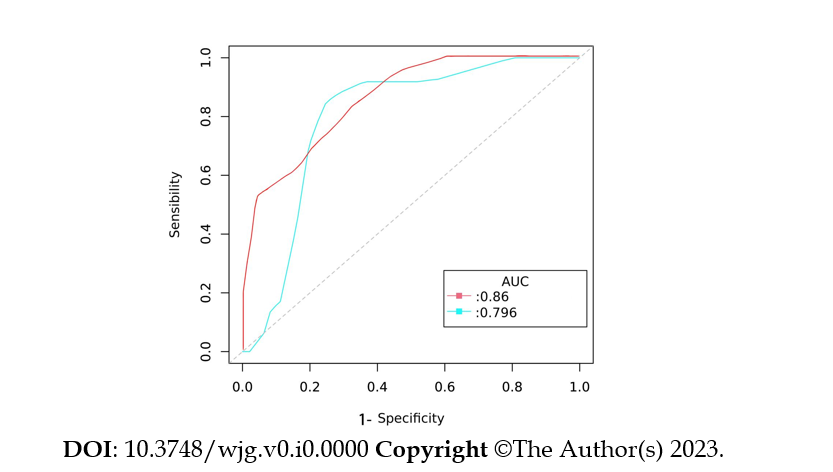 1.0
0.8
0.6
0.4
0.2
0.0
Sensibility
AUC
:0.86
:0.796
0.0 0.2 0.4 0.6 0.8 1.0
1- Specificity
DOI: 10.3748/wjg.v0.i0.0000 Copyright ©The Author(s) 2023.